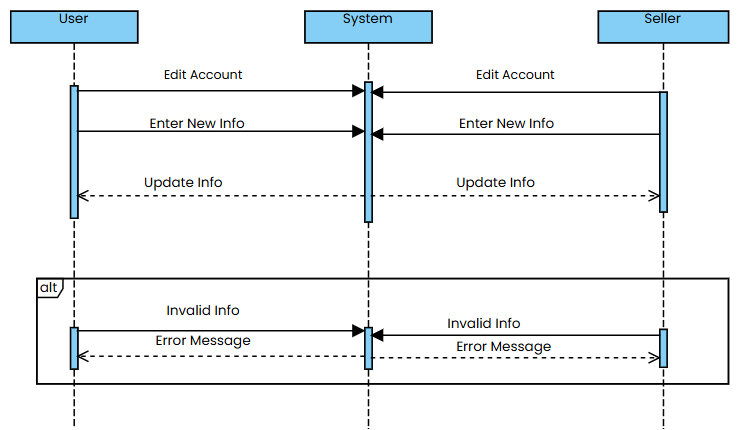 User
System
Seller
Edit Account
Edit Account
Enter New Info
Enter New Info
Update Info
Update Info
alt
Invalid Info
Invalid Info
Error Message
Error Message